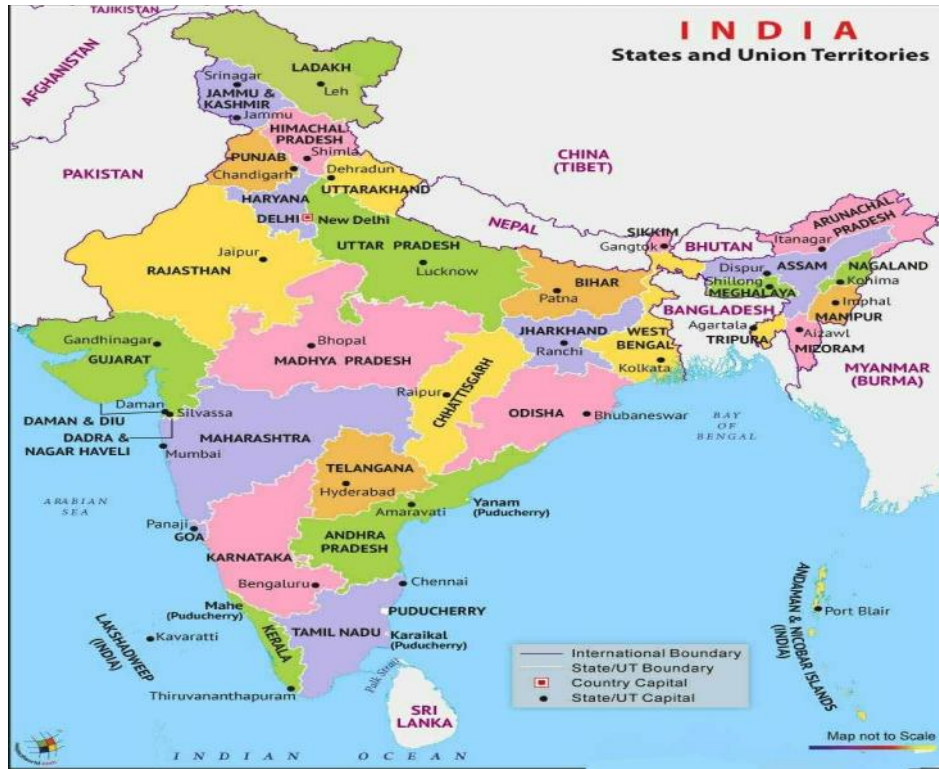 TAJIKISTAN
INDIA
States and Union Territories
AFGHANISTAN
LADAKH
Srinagar
Leh
JAMMU &
KASHMIR
Jammu
HIMACHAL
PRADESH
Shimla
PUNJAB
Chandigarh
Dehradun
UTTARAKHAND
PAKISTAN
CHINA
(TIBET)
HARYANA
DELHI
New Delhi
NEPAL
SIKKIM
Gangtok
BHUTAN
ARUNACHAL
PRADESH
Itanagar
Jaipur
RAJASTHAN
UTTAR PRADESH
Lucknow
BIHAR
Patna
Dispur
ASSAM
NAGALAND
Shillong
MEGHALAYA
Kohima
Imphal
MANIPUR
BANGLADESH
Agartala
TRIPURA
Aizawl
MIZORAM
MYANMAR
(BURMA)
Gandhinagar
GUJARAT
Bhopal
MADHYA PRADESH
JHARKHAND
Ranchi
WEST
BENGAL
Kolkata
Raipur
CHHATTISGARH
ODISHA
Bhubaneswar
BAY
OF
BENGAL
Daman
Silvassa
DAMAN & DIU
DADRA &
NAGAR HAVELI
Mumbai
MAHARASHTRA
TELANGANA
Hyderabad
Amaravati
Yanam
(Puducherry)
ARABIAN
SEA
Panaji
GOA
KARNATAKA
ANDHRA
PRADESH
Bengaluru
Chennai
Mahe
(Puducherry)
PUDUCHERRY
KERALA
TAMIL NADU
Karaikal
(Puducherry)
LAKSHADWEEP
(INDIA)
Kavaratti
Thiruvananthapuram
Palk Strait
SRI
LANKA
ANDAMAN & NICOBAR ISLANDS
(INDIA)
Port Blair
International Boundary
State/UT Boundary
Country Capital
State/UT Capital
Map not to Scale
INDIAN OCEAN